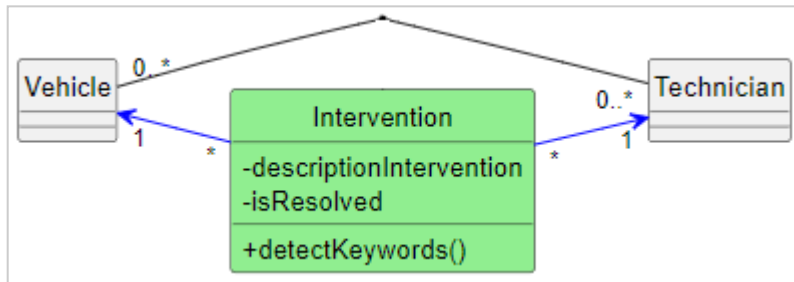 Vehicle
0..*
1
*
Intervention
-descriptionIntervention
-isResolved
+detectKeywords()
Technician
0..*
1
*